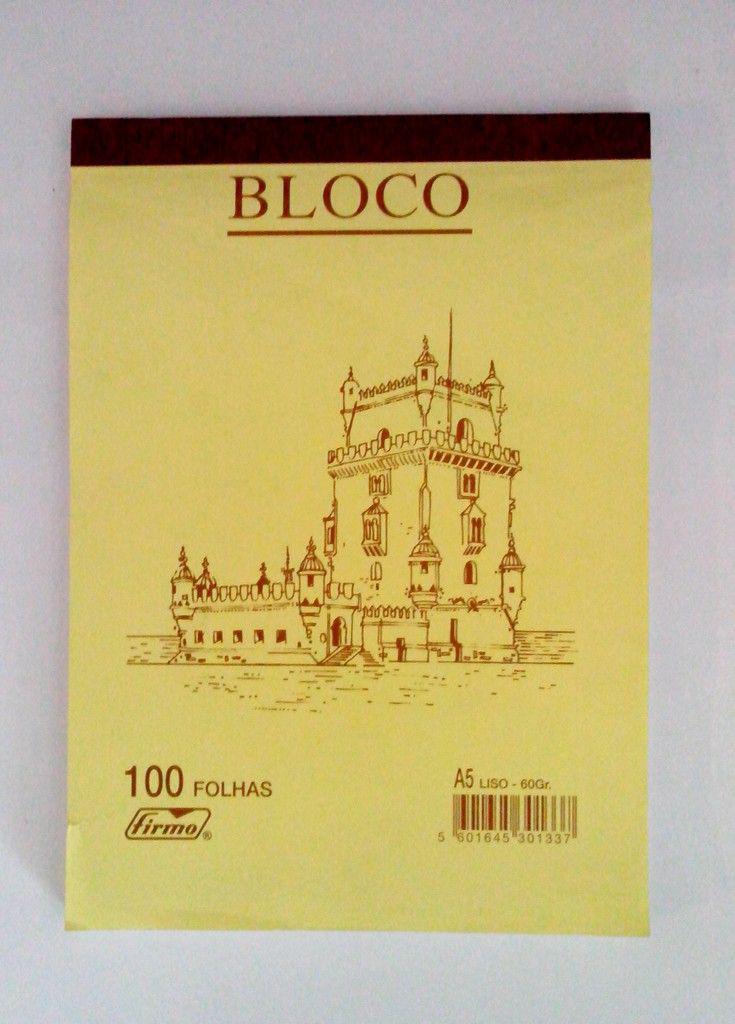 BLOCO
100 FOLHAS
firmo®
A5 LISO - 60Gr.
5 601645 301337